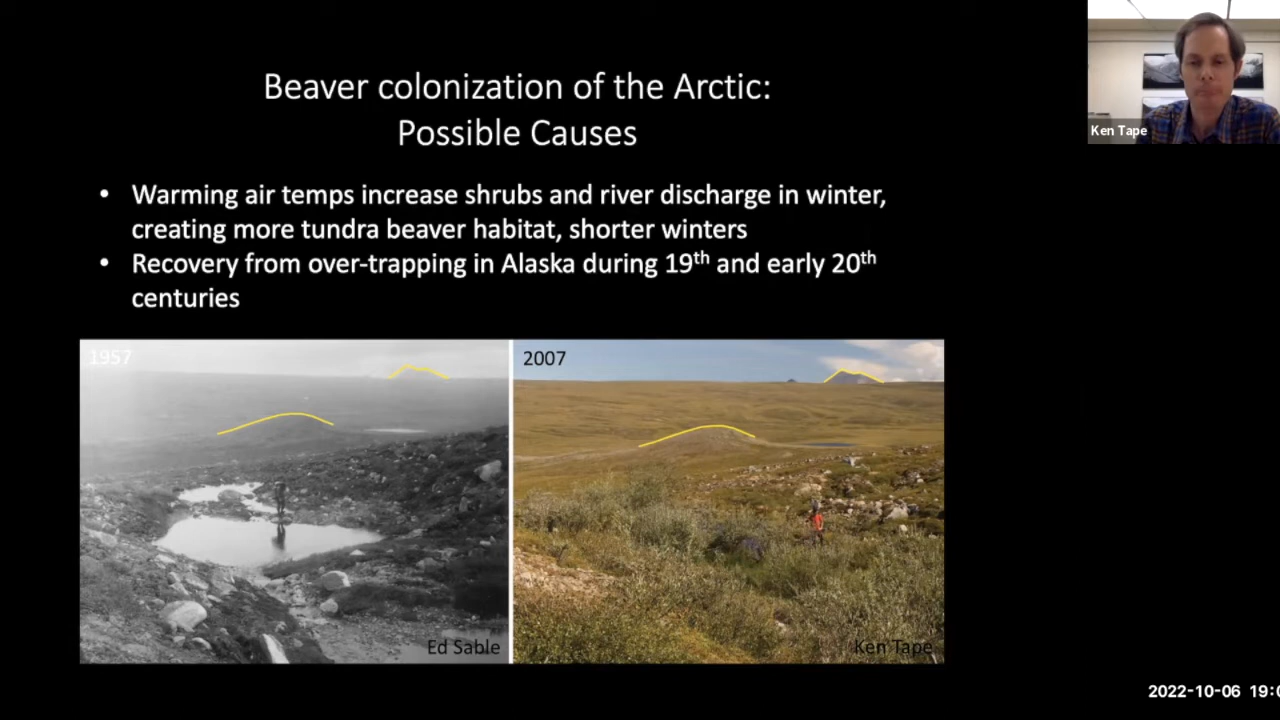 Beaver colonization of the Arctic:
Possible Causes
• Warming air temps increase shrubs and river discharge in winter,
creating more tundra beaver habitat, shorter winters
• Recovery from over-trapping in Alaska during 19th and early 20th
centuries
1957
2007
Ed Sable
Ken Tape
Ken Tape
2022-10-06 19:0